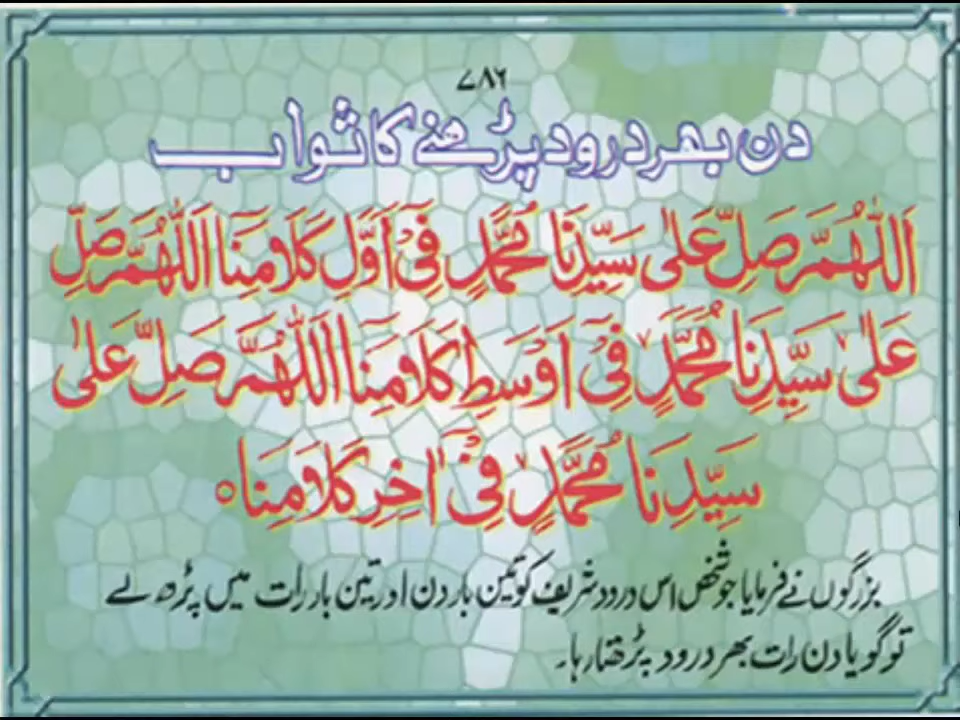 ۷۸۶
دن بھر درود پڑھنے کا ثواب
اَللّٰهُمَّ صَلِّ عَلٰى سَيِّدِنَا مُحَمَّدٍ فِيْٓ اَوَّلِ كَلَامِنَا اَللّٰهُمَّ صَلِّ
عَلٰى سَيِّدِنَا مُحَمَّدٍ فِيْٓ اَوْسَطِ كَلَامِنَا اَللّٰهُمَّ صَلِّ عَلٰى
سَيِّدِنَا مُحَمَّدٍ فِيْٓ اٰخِرِ كَلَامِنَا ہ
بزرگوں نے فرمایا جو شخص اس درود شریف کو تین بار دن اور تین بار رات میں پڑھ لے
تو گویا دن رات بھر درود پڑھتا رہا۔